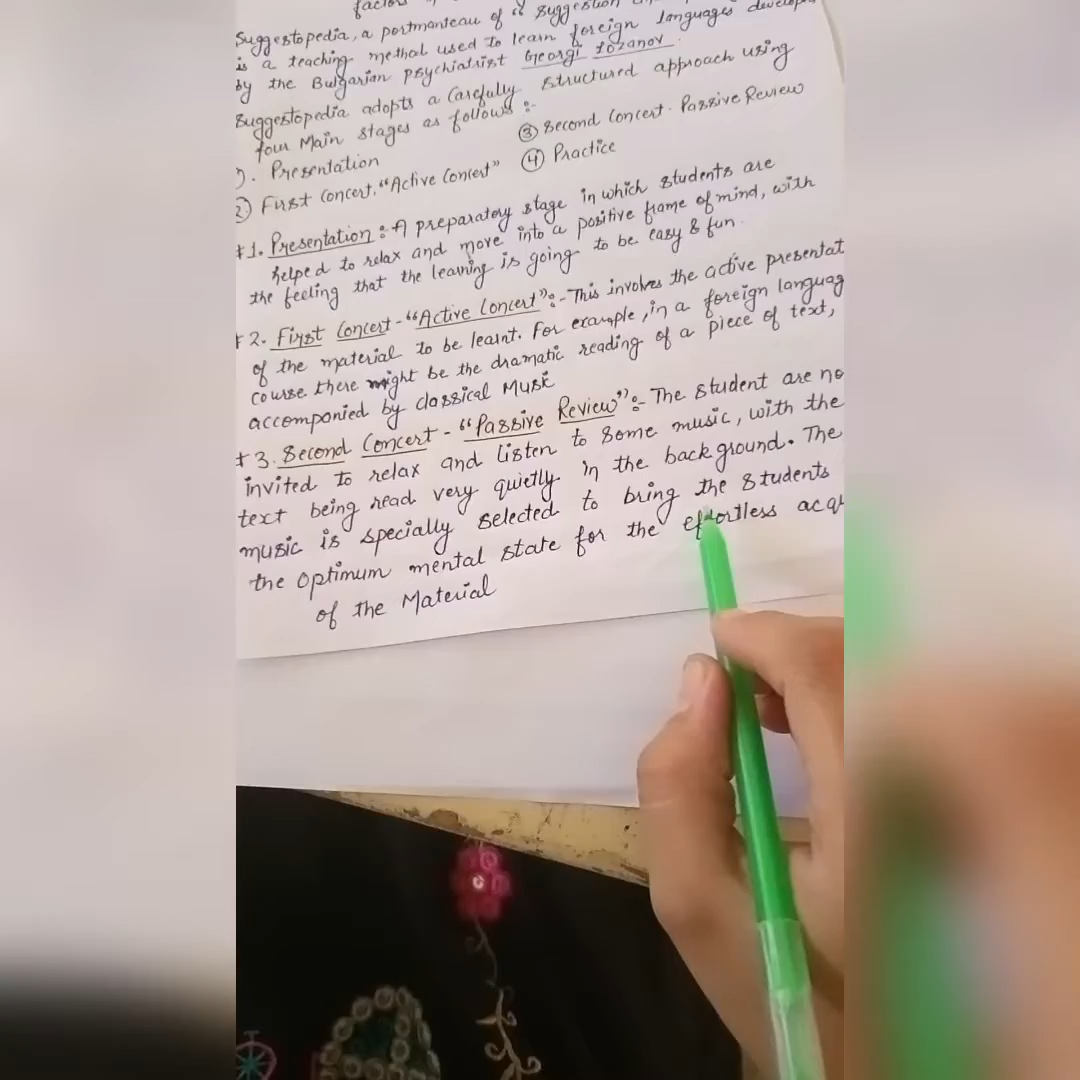 factors
Suggestopedia, a portmanteau of "Suggestion
is a teaching method used to learn foreign languages develope
by the Bulgarian psychiatrist Georgi Lozanov.
Suggestopedia adopts a Carefully structured approach using
four Main stages as follows :-
1). Presentation
② First Concert. "Active Concert"
③ Second Concert. Passive Review
④ Practice
* 1. Presentation :- A preparatory stage in which students are
helped to relax and move into a positive frame of mind, with
the feeling that the learning is going to be easy & fun.
* 2. First Concert - "Active Concert" :- This involves the active presentat
of the material to be learnt. For example, in a foreign languag
course there might be the dramatic reading of a piece of text,
accompanied by classical Music
* 3. Second Concert - "Passive Review" :- The student are no
invited to relax and listen to some music, with the
text being read very quietly in the background. The
music is specially selected to bring the students
the optimum mental state for the effortless acqu
of the Material